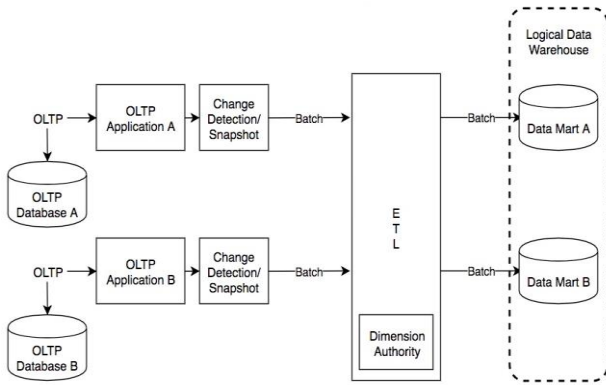 Logical Data
Warehouse
OLTP
OLTP
Application A
Change
Detection/
Snapshot
Batch
Batch
Data Mart A
OLTP
Database A
E
T
L
OLTP
OLTP
Application B
Change
Detection/
Snapshot
Batch
Batch
Data Mart B
OLTP
Database B
Dimension
Authority